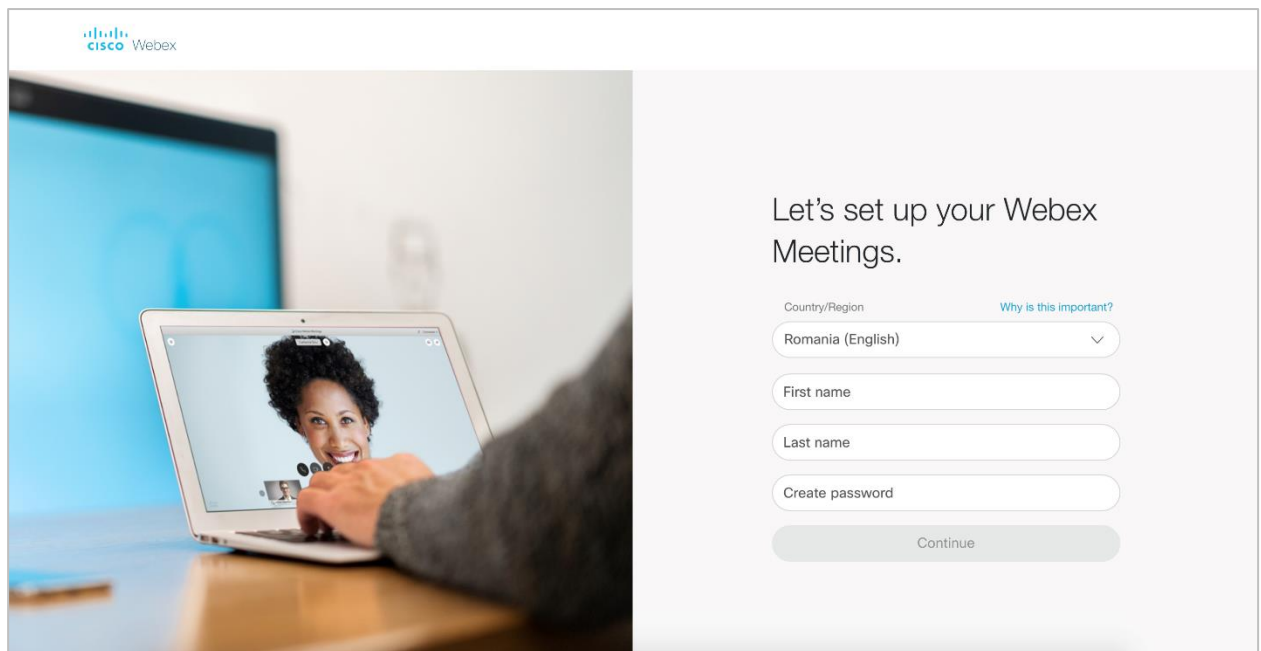 cisco Webex
Let's set up your Webex
Meetings.
Country/Region Why is this important?
Romania (English)
First name
Last name
Create password
Continue